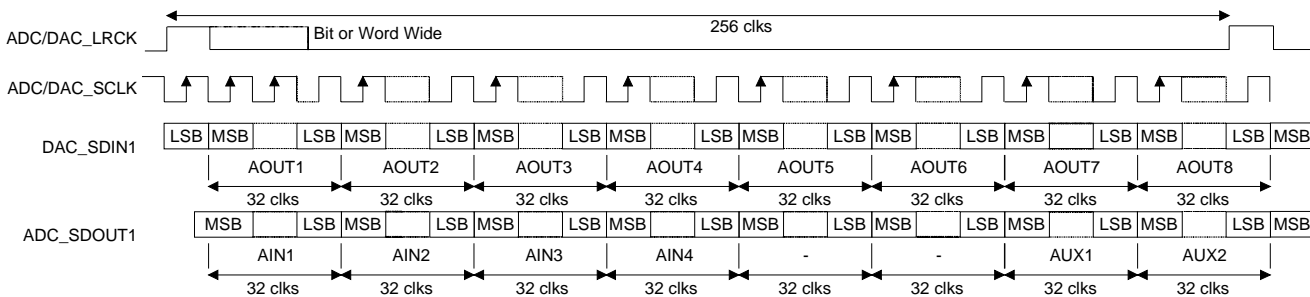 256 clks
ADC/DAC_LRCK Bit or Word Wide
ADC/DAC_SCLK
DAC_SDIN1 LSB MSB LSB MSB LSB MSB LSB MSB LSB MSB LSB MSB LSB MSB LSB MSB LSB MSB
AOUT1 AOUT2 AOUT3 AOUT4 AOUT5 AOUT6 AOUT7 AOUT8
32 clks 32 clks 32 clks 32 clks 32 clks 32 clks 32 clks 32 clks
ADC_SDOUT1 MSB LSB MSB LSB MSB LSB MSB LSB MSB LSB MSB LSB MSB LSB MSB LSB MSB
AIN1 AIN2 AIN3 AIN4 - - AUX1 AUX2
32 clks 32 clks 32 clks 32 clks 32 clks 32 clks 32 clks 32 clks